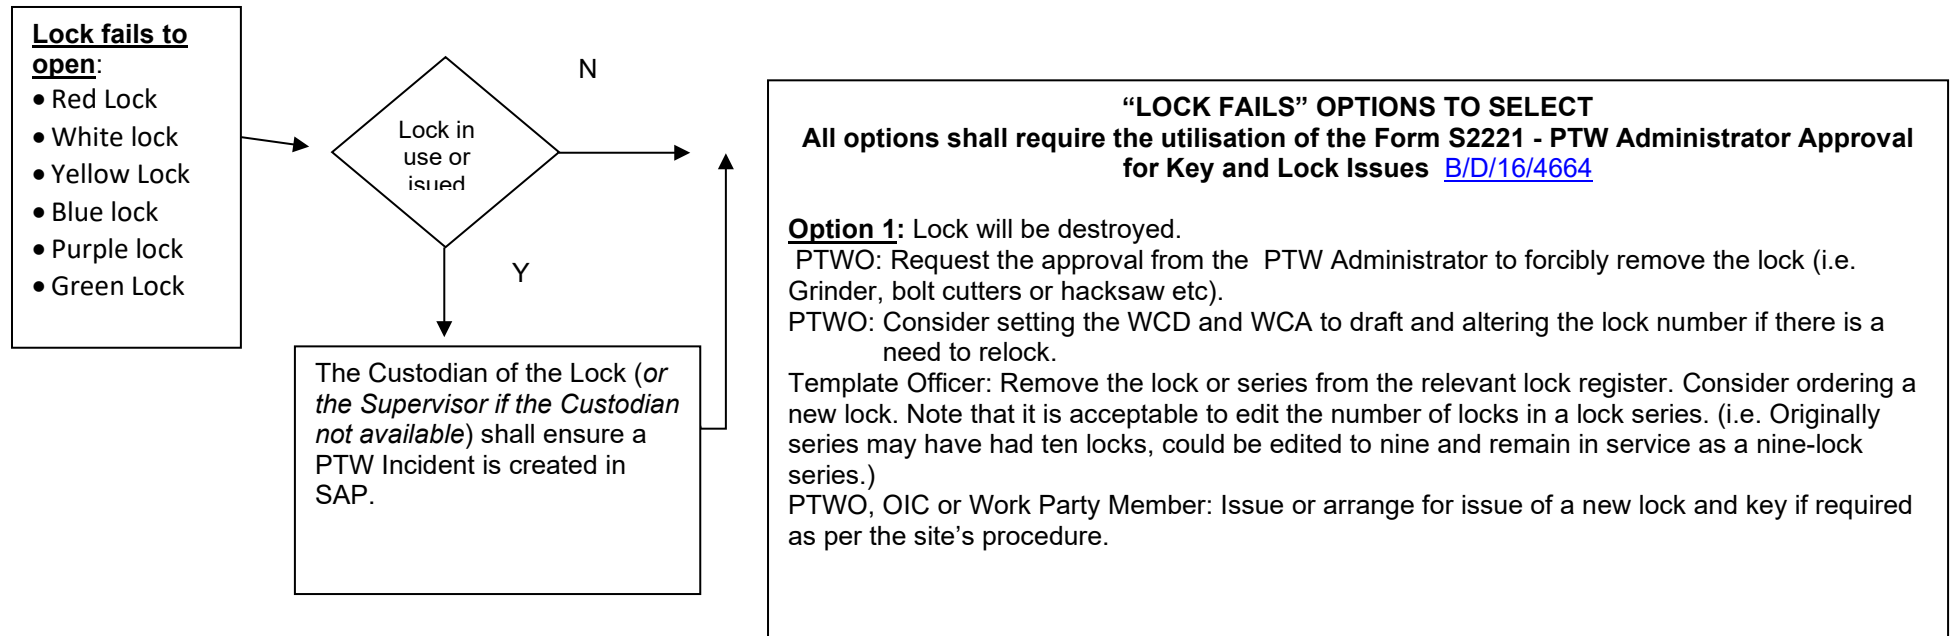 Lock fails to
open:
• Red Lock
• White lock
• Yellow Lock
• Blue lock
• Purple lock
• Green Lock
Lock in
use or
isued
N
Y
The Custodian of the Lock (or
the Supervisor if the Custodian
not available) shall ensure a
PTW Incident is created in
SAP.
“LOCK FAILS” OPTIONS TO SELECT
All options shall require the utilisation of the Form S2221 - PTW Administrator Approval
for Key and Lock Issues B/D/16/4664
Option 1: Lock will be destroyed.
PTWO: Request the approval from the PTW Administrator to forcibly remove the lock (i.e.
Grinder, bolt cutters or hacksaw etc).
PTWO: Consider setting the WCD and WCA to draft and altering the lock number if there is a
need to relock.
Template Officer: Remove the lock or series from the relevant lock register. Consider ordering a
new lock. Note that it is acceptable to edit the number of locks in a lock series. (i.e. Originally
series may have had ten locks, could be edited to nine and remain in service as a nine-lock
series.)
PTWO, OIC or Work Party Member: Issue or arrange for issue of a new lock and key if required
as per the site’s procedure.